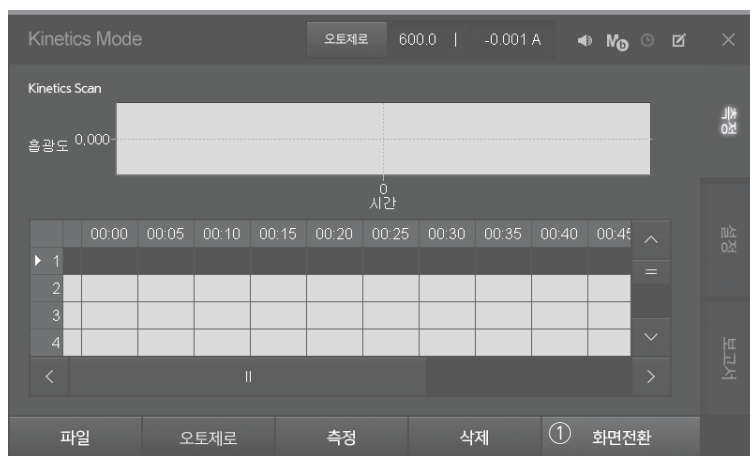 Kinetics Mode 오토제로 600.0 | -0.001 A Mb ×
Kinetics Scan
측정
흡광도 0.000
0
시간
00:00 00:05 00:10 00:15 00:20 00:25 00:30 00:35 00:40 00:45
설정
1
2
3
4
보고서
파일 오토제로 측정 삭제 ① 화면전환